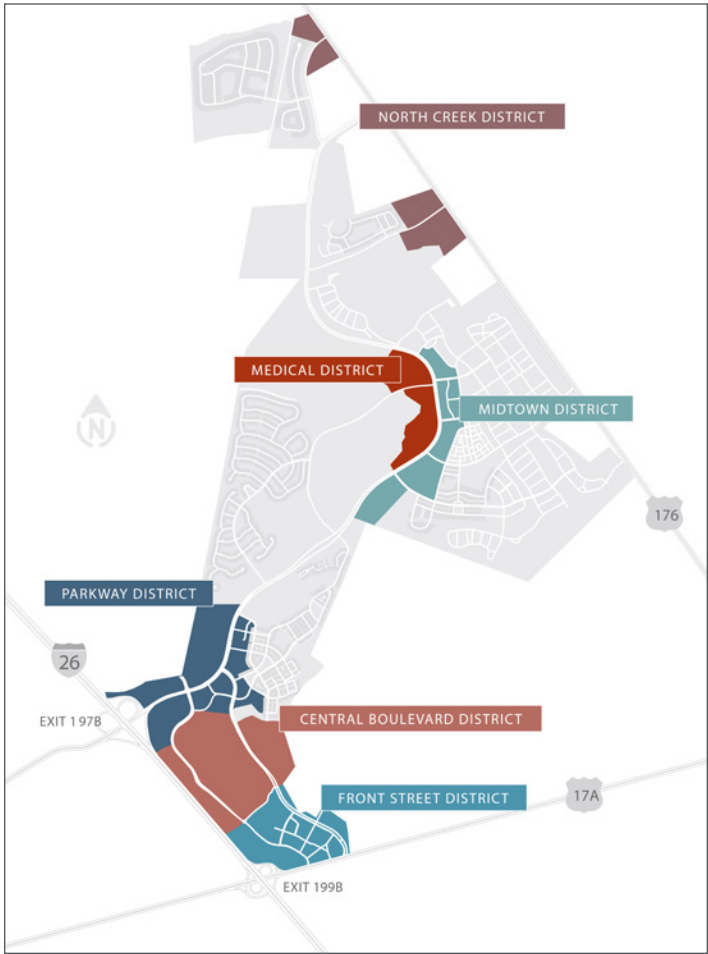 NORTH CREEK DISTRICT
MEDICAL DISTRICT
MIDTOWN DISTRICT
N
176
PARKWAY DISTRICT
26
EXIT 197B
CENTRAL BOULEVARD DISTRICT
FRONT STREET DISTRICT
17A
EXIT 199B